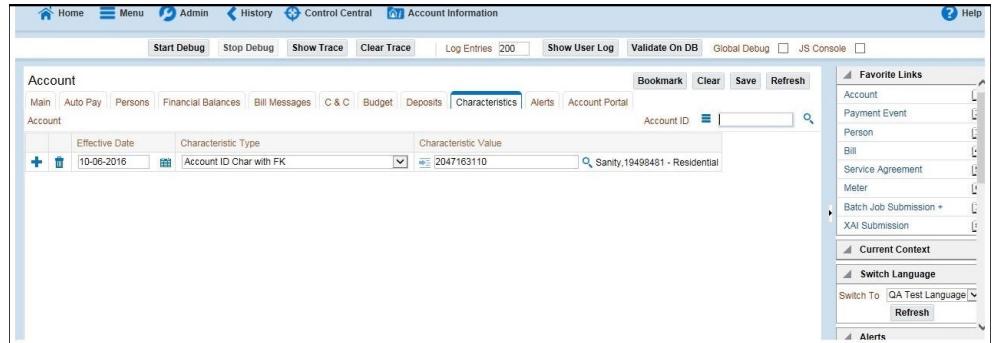 Home Menu Admin History Control Central Account Information Help
Start Debug Stop Debug Show Trace Clear Trace Log Entries 200 Show User Log Validate On DB Global Debug JS Console
Account Bookmark Clear Save Refresh
Main Auto Pay Persons Financial Balances Bill Messages C & C Budget Deposits Characteristics Alerts Account Portal
Account Account ID
Effective Date Characteristic Type Characteristic Value
10-06-2016 Account ID Char with FK 2047163110 Sanity,19498481 - Residential
Favorite Links
Account
Payment Event
Person
Bill
Service Agreement
Meter
Batch Job Submission +
XAI Submission
Current Context
Switch Language
Switch To QA Test Language
Refresh
Alerts